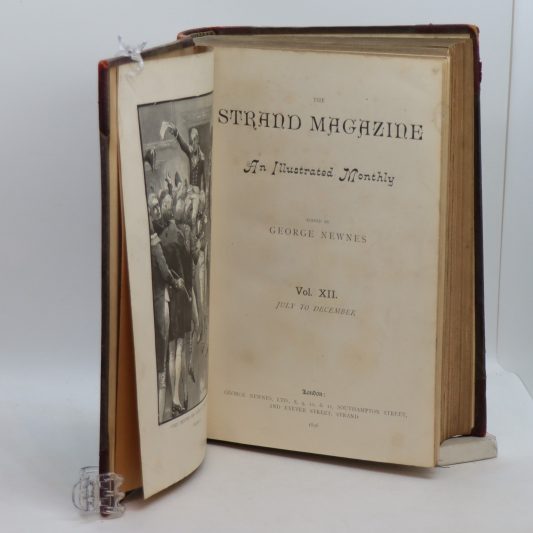 THE
STRAND MAGAZINE
An Illustrated Monthly
EDITED BY
GEORGE NEWNES
Vol. XII.
JULY TO DECEMBER
London:
GEORGE NEWNES, LTD., 8, 9, 10, & 11, SOUTHAMPTON STREET,
AND EXETER STREET, STRAND
1896